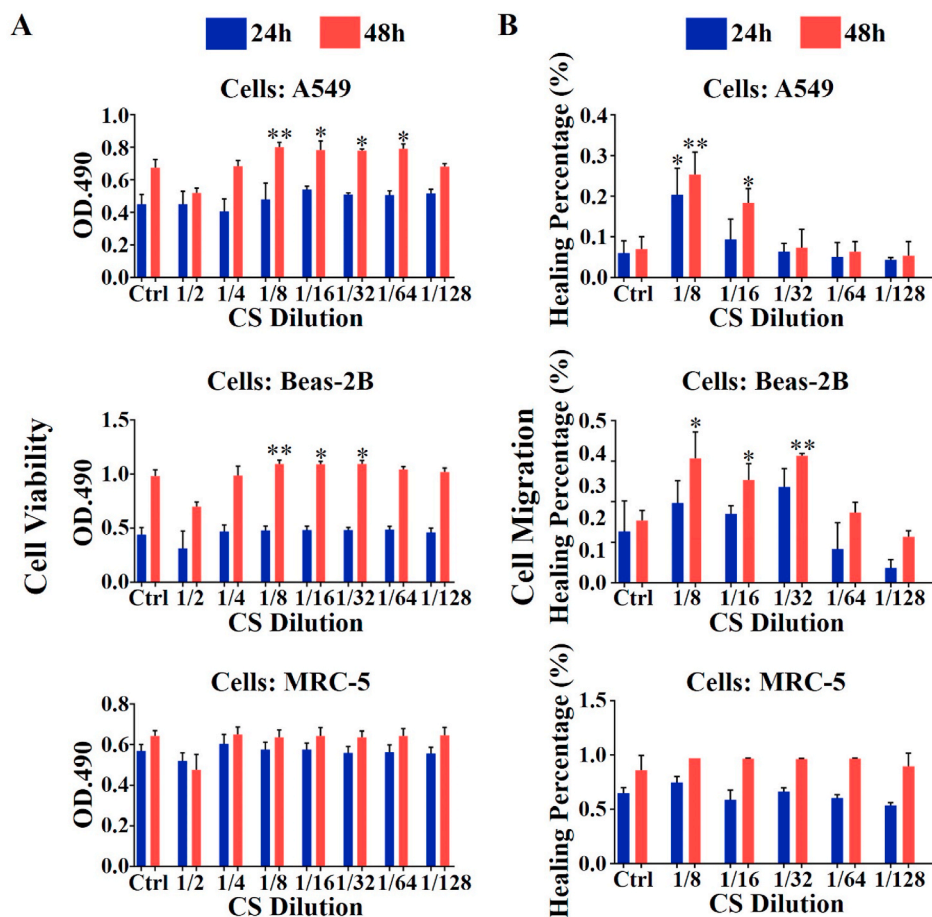 A
24h 48h
Cells: A549
Cell Viability
OD.490
1.0
0.8
0.6
0.4
0.2
0.0
** * * *
Ctrl 1/2 1/4 1/8 1/16 1/32 1/64 1/128
CS Dilution
Cells: Beas-2B
OD.490
1.5
1.0
0.5
0.0
** * *
Ctrl 1/2 1/4 1/8 1/16 1/32 1/64 1/128
CS Dilution
Cells: MRC-5
OD.490
0.8
0.6
0.4
0.2
0.0
Ctrl 1/2 1/4 1/8 1/16 1/32 1/64 1/128
CS Dilution
B
24h 48h
Cells: A549
Cell Migration
Healing Percentage (%)
0.4
0.3
0.2
0.1
0.0
* ** *
Ctrl 1/8 1/16 1/32 1/64 1/128
CS Dilution
Cells: Beas-2B
Healing Percentage (%)
0.4
0.3
0.2
0.1
0.0
* * **
Ctrl 1/8 1/16 1/32 1/64 1/128
CS Dilution
Cells: MRC-5
Healing Percentage (%)
1.5
1.0
0.5
0.0
Ctrl 1/8 1/16 1/32 1/64 1/128
CS Dilution